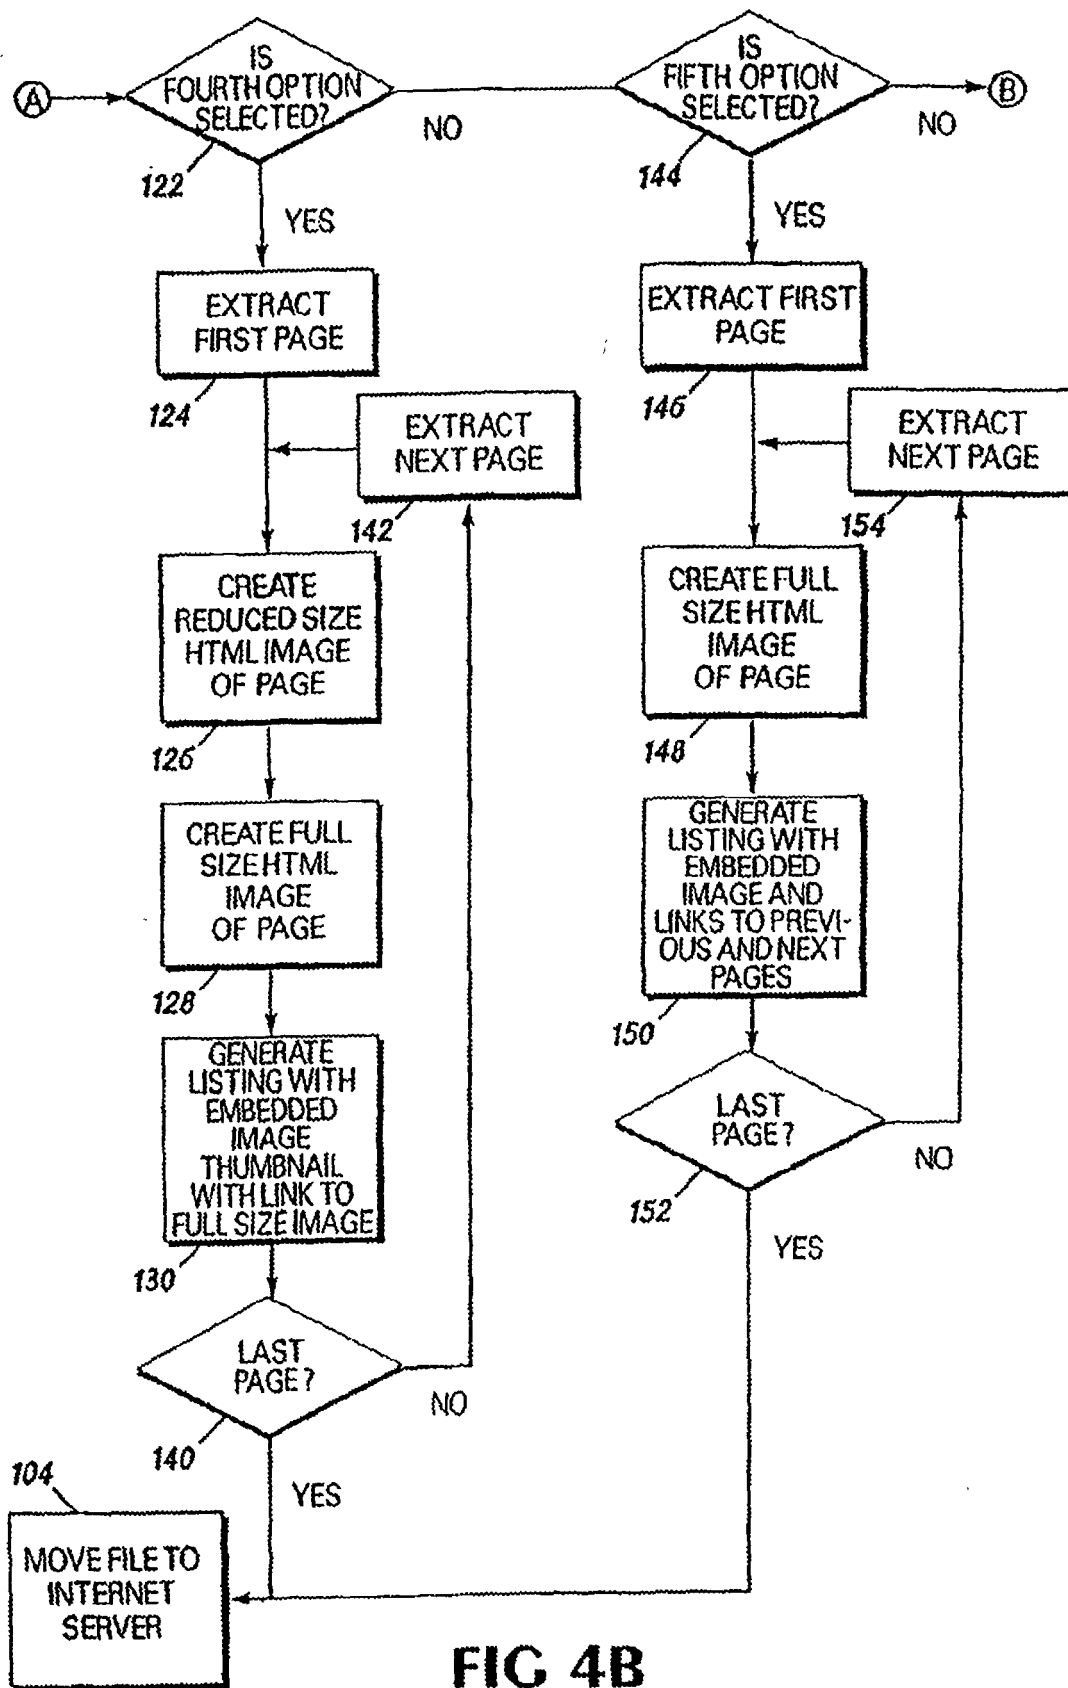 IS
FOURTH OPTION
SELECTED?
A
NO
122
YES
IS
FIFTH OPTION
SELECTED?
B
NO
144
YES
EXTRACT
FIRST PAGE
124
EXTRACT
NEXT PAGE
142
CREATE
REDUCED SIZE
HTML IMAGE
OF PAGE
126
CREATE FULL
SIZE HTML
IMAGE
OF PAGE
128
GENERATE
LISTING WITH
EMBEDDED
IMAGE
THUMBNAIL
WITH LINK TO
FULL SIZE IMAGE
130
LAST
PAGE?
NO
140
YES
104
MOVE FILE TO
INTERNET
SERVER
EXTRACT FIRST
PAGE
146
EXTRACT
NEXT PAGE
154
CREATE FULL
SIZE HTML
IMAGE
OF PAGE
148
GENERATE
LISTING WITH
EMBEDDED
IMAGE AND
LINKS TO PREVI-
OUS AND NEXT
PAGES
150
LAST
PAGE?
NO
152
YES
FIG 4B